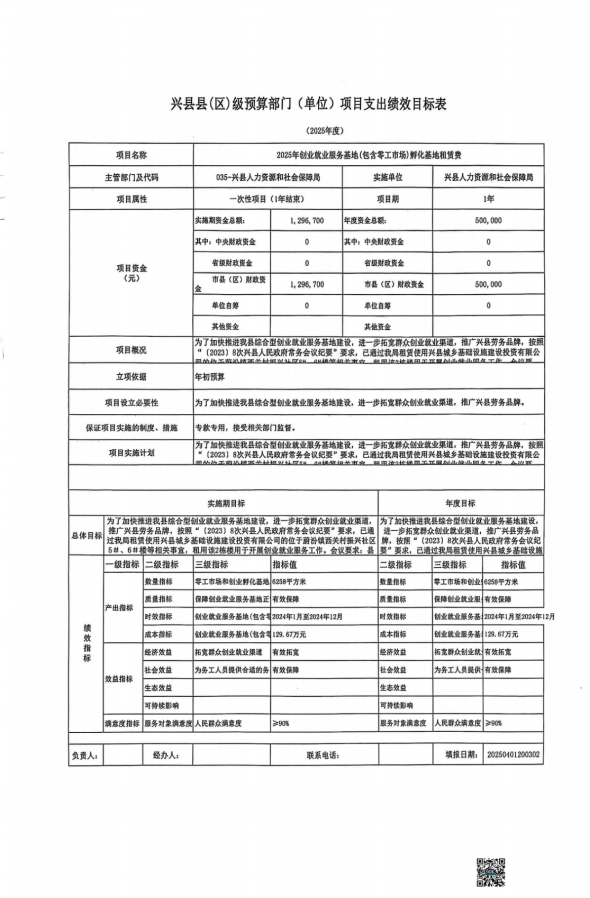 兴县县(区)级预算部门（单位）项目支出绩效目标表
（2025年度）
项目名称 2025年创业就业服务基地(包含零工市场)孵化基地租赁费
主管部门及代码 035-兴县人力资源和社会保障局 实施单位 兴县人力资源和社会保障局
项目属性 一次性项目（1年结束） 项目期 1年
项目资金（元） 实施期资金总额： 1,296,700 年度资金总额： 500,000
其中：中央财政资金 0 其中：中央财政资金 0
省级财政资金 0 省级财政资金 0
市县（区）财政资金 1,296,700 市县（区）财政资金 500,000
单位自筹 0 单位自筹 0
其他资金 其他资金
项目概况 为了加快推进我县综合型创业就业服务基地建设，进一步拓宽群众创业就业渠道，推广兴县劳务品牌，按照
“〔2023〕8次兴县人民政府常务会议纪要”要求，已通过我局租赁使用兴县城乡基础设施建设投资有限公
立项依据 年初预算
项目设立必要性 为了加快推进我县综合型创业就业服务基地建设，进一步拓宽群众创业就业渠道，推广兴县劳务品牌。
保证项目实施的制度、措施 专款专用，接受相关部门监督。
项目实施计划 为了加快推进我县综合型创业就业服务基地建设，进一步拓宽群众创业就业渠道，推广兴县劳务品牌，按照
“〔2023〕8次兴县人民政府常务会议纪要”要求，已通过我局租赁使用兴县城乡基础设施建设投资有限公
实施期目标 年度目标
总体目标 为了加快推进我县综合型创业就业服务基地建设，进一步拓宽群众创业就业渠道，
推广兴县劳务品牌，按照“〔2023〕8次兴县人民政府常务会议纪要”要求，已通
过我局租赁使用兴县城乡基础设施建设投资有限公司的位于蔚汾镇西关村振兴社区
5#、6#楼等相关事宜，租用该2栋楼用于开展创业就业服务工作。会议要求：县
为了加快推进我县综合型创业就业服务基地建设，
进一步拓宽群众创业就业渠道，推广兴县劳务品
牌，按照“〔2023〕8次兴县人民政府常务会议纪
要”要求，已通过我局租赁使用兴县城乡基础设施
绩效指标 一级指标 二级指标 三级指标 指标值 二级指标 三级指标 指标值
产出指标 数量指标 零工市场和创业孵化基地 6258平方米 数量指标 零工市场和创业 6258平方米
质量指标 保障创业就业服务基地正 有效保障 质量指标 保障创业就业服 有效保障
时效指标 创业就业服务基地(包含零 2024年1月至2024年12月 时效指标 创业就业服务基 2024年1月至2024年12月
成本指标 创业就业服务基地(包含零 129.67万元 成本指标 创业就业服务基 129.67万元
效益指标 经济效益 拓宽群众创业就业渠道 有效拓宽 经济效益 拓宽群众创业就 有效拓宽
社会效益 为务工人员提供合适的务 有效保障 社会效益 为务工人员提供 有效保障
生态效益 生态效益
可持续影响 可持续影响
满意度指标 服务对象满意度 人民群众满意度 ≥90% 服务对象满意度 人民群众满意度 ≥90%
负责人： 经办人： 联系电话： 填报日期： 20250401200302